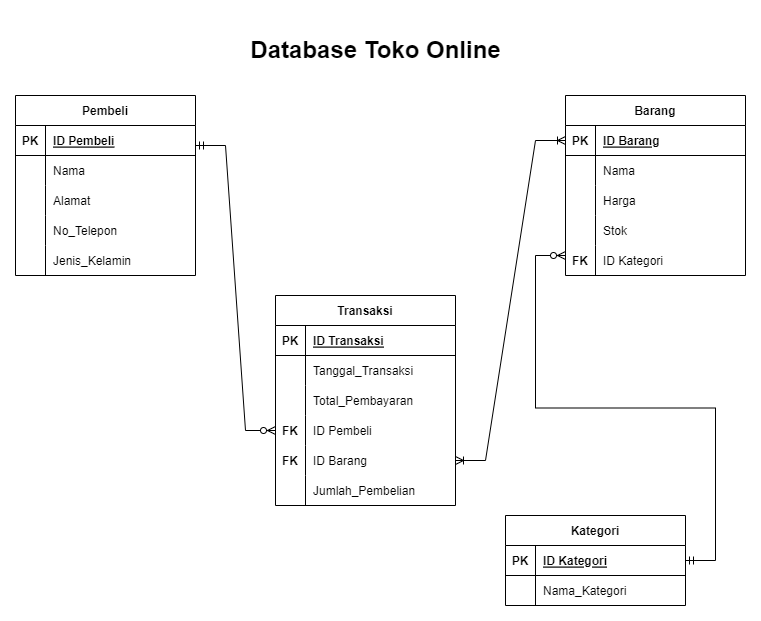 Database Toko Online
Pembeli
PK ID Pembeli
Nama
Alamat
No_Telepon
Jenis_Kelamin
Barang
PK ID Barang
Nama
Harga
Stok
FK ID Kategori
Transaksi
PK ID Transaksi
Tanggal_Transaksi
Total_Pembayaran
FK ID Pembeli
FK ID Barang
Jumlah_Pembelian
Kategori
PK ID Kategori
Nama_Kategori